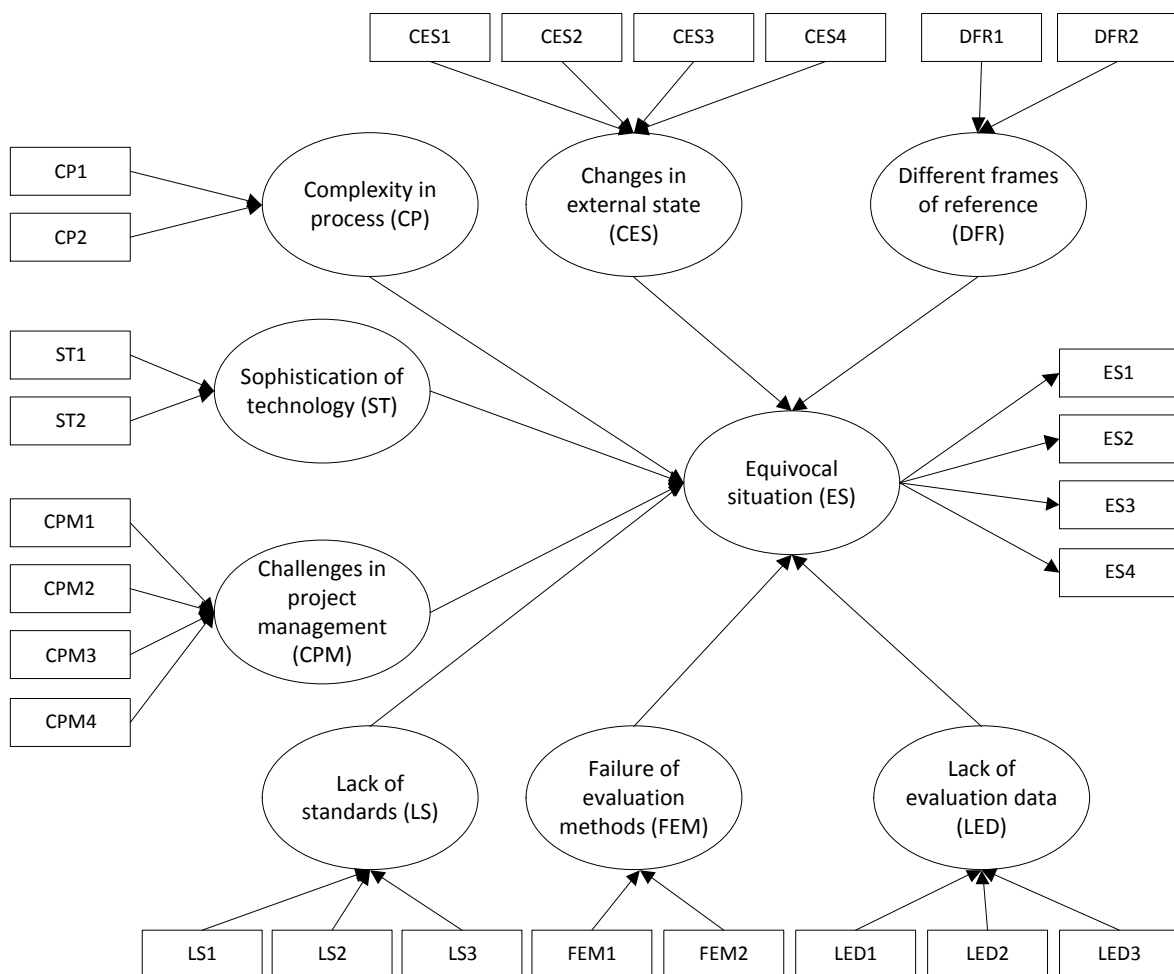 CES1
CES2
CES3
CES4
DFR1
DFR2
CP1
CP2
Complexity in
process (CP)
Changes in
external state
(CES)
Different frames
of reference
(DFR)
ST1
ST2
Sophistication of
technology (ST)
ES1
ES2
ES3
ES4
Equivocal
situation (ES)
CPM1
CPM2
CPM3
CPM4
Challenges in
project
management
(CPM)
Lack of
standards (LS)
Failure of
evaluation
methods (FEM)
Lack of
evaluation data
(LED)
LS1
LS2
LS3
FEM1
FEM2
LED1
LED2
LED3